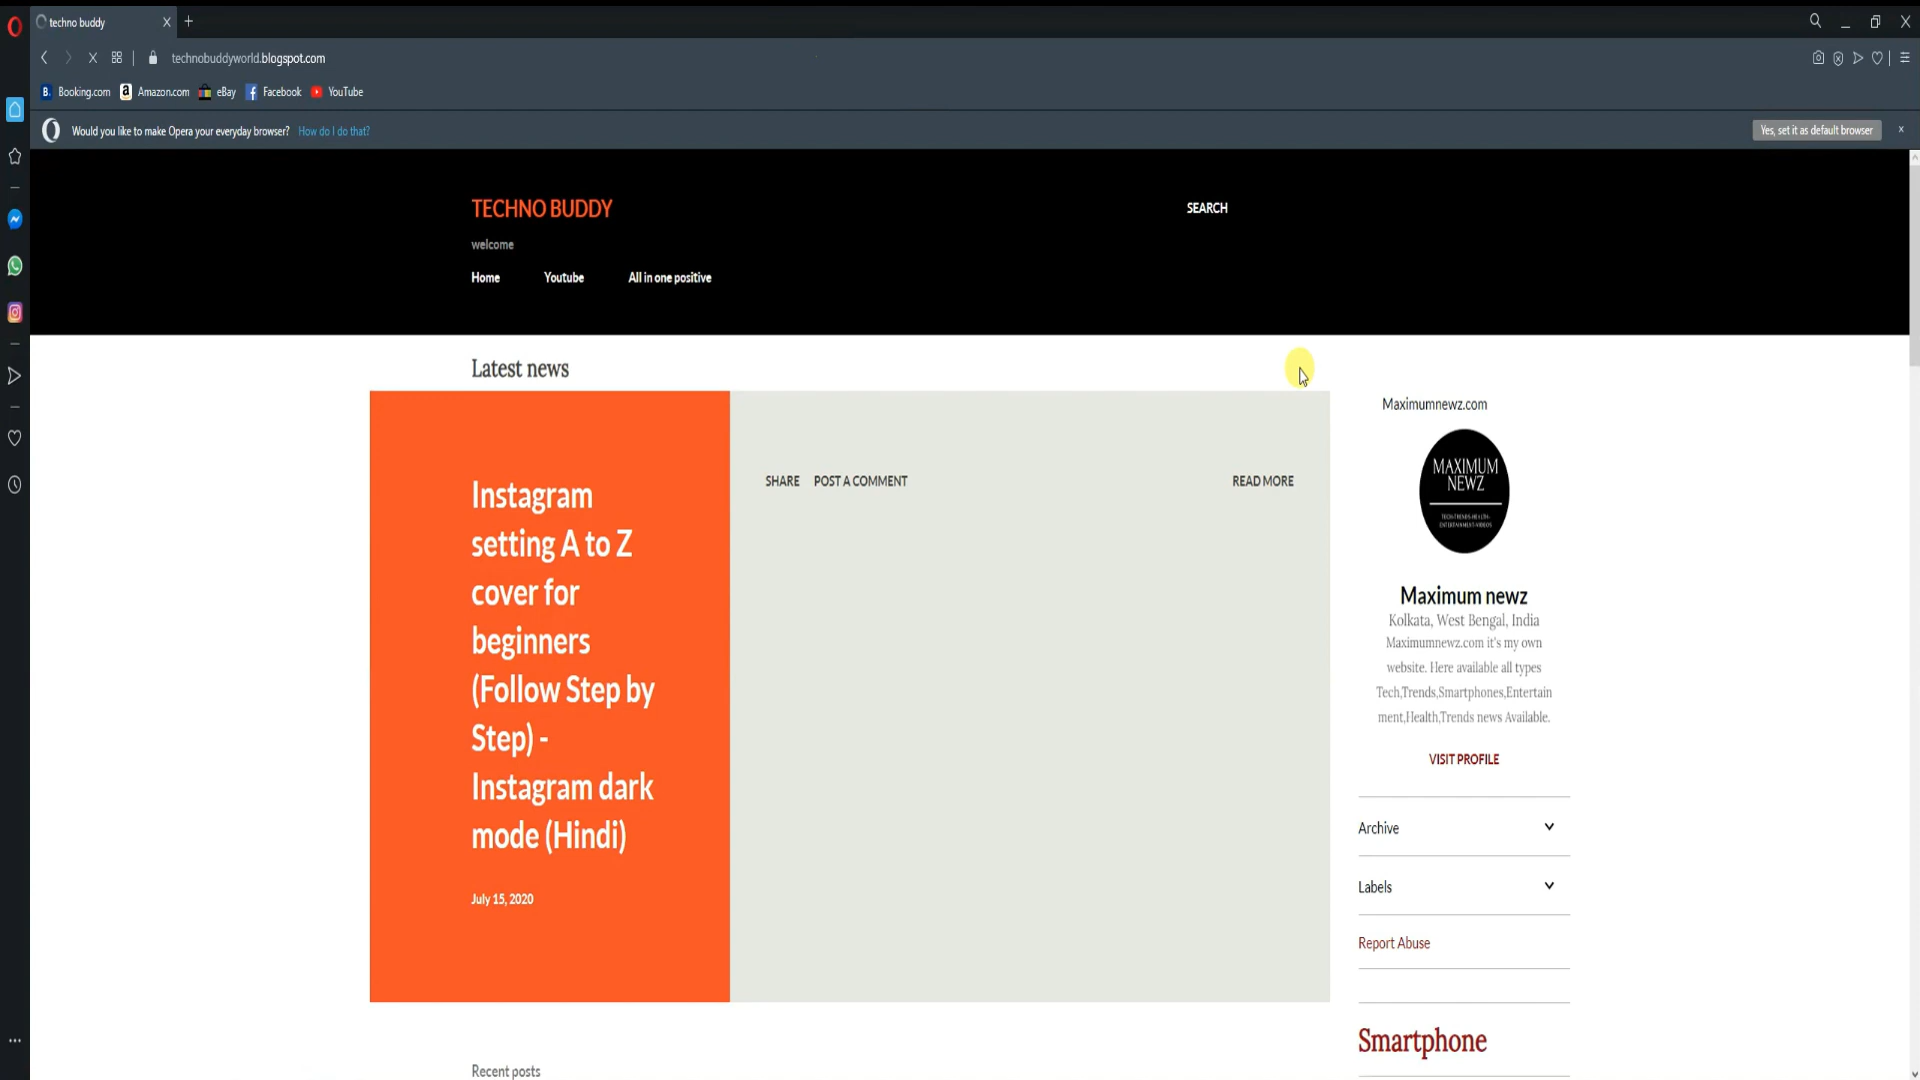 techno buddy
technobuddyworld.blogspot.com
B. Booking.com a Amazon.com eBay f Facebook YouTube
Would you like to make Opera your everyday browser? How do I do that? Yes, set it as default browser
TECHNO BUDDY
SEARCH
welcome
Home Youtube All in one positive
Latest news
Instagram
setting A to Z
cover for
beginners
(Follow Step by
Step) -
Instagram dark
mode (Hindi)
July 15, 2020
SHARE POST A COMMENT READ MORE
Maximumnewz.com
MAXIMUM
NEWZ
TECH-TRENDS-HEALTH-
ENTERTAINMENT-VIDEOS
Maximum newz
Kolkata, West Bengal, India
Maximumnewz.com it's my own
website. Here available all types
Tech,Trends,Smartphones,Entertain
ment,Health,Trends news Available.
VISIT PROFILE
Archive
Labels
Report Abuse
Smartphone
Recent posts